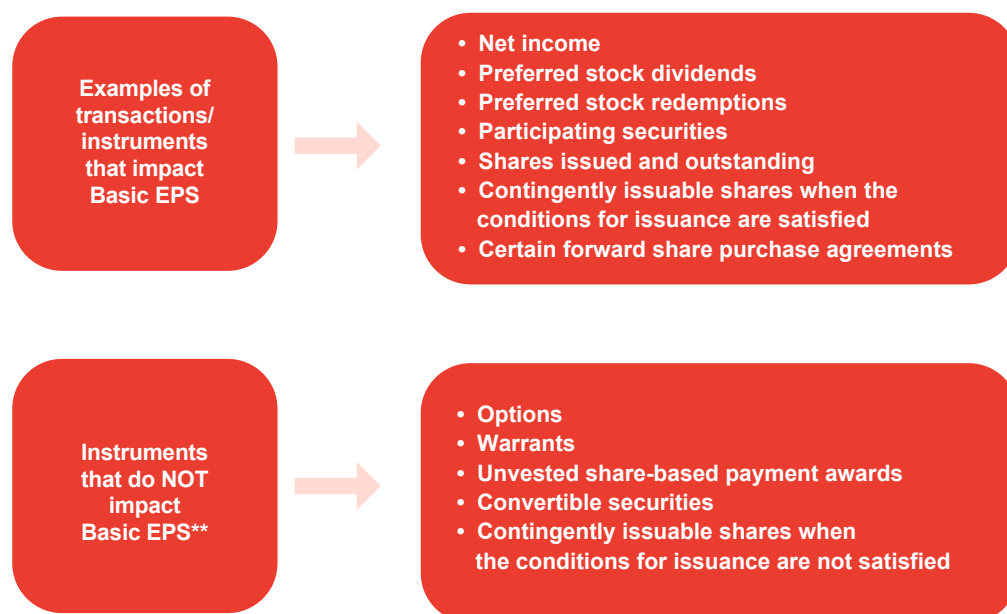 Examples of
transactions/
instruments
that impact
Basic EPS
• Net income
• Preferred stock dividends
• Preferred stock redemptions
• Participating securities
• Shares issued and outstanding
• Contingently issuable shares when the
conditions for issuance are satisfied
• Certain forward share purchase agreements
Instruments
that do NOT
impact
Basic EPS**
• Options
• Warrants
• Unvested share-based payment awards
• Convertible securities
• Contingently issuable shares when
the conditions for issuance are not satisfied